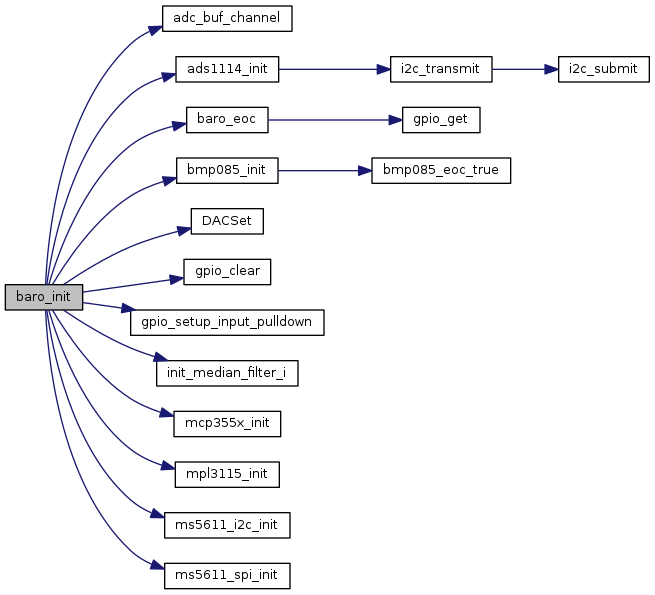 adc_buf_channel
ads1114_init
i2c_transmit
i2c_submit
baro_eoc
gpio_get
bmp085_init
bmp085_eoc_true
DACSet
gpio_clear
baro_init
gpio_setup_input_pulldown
init_median_filter_i
mcp355x_init
mpl3115_init
ms5611_i2c_init
ms5611_spi_init